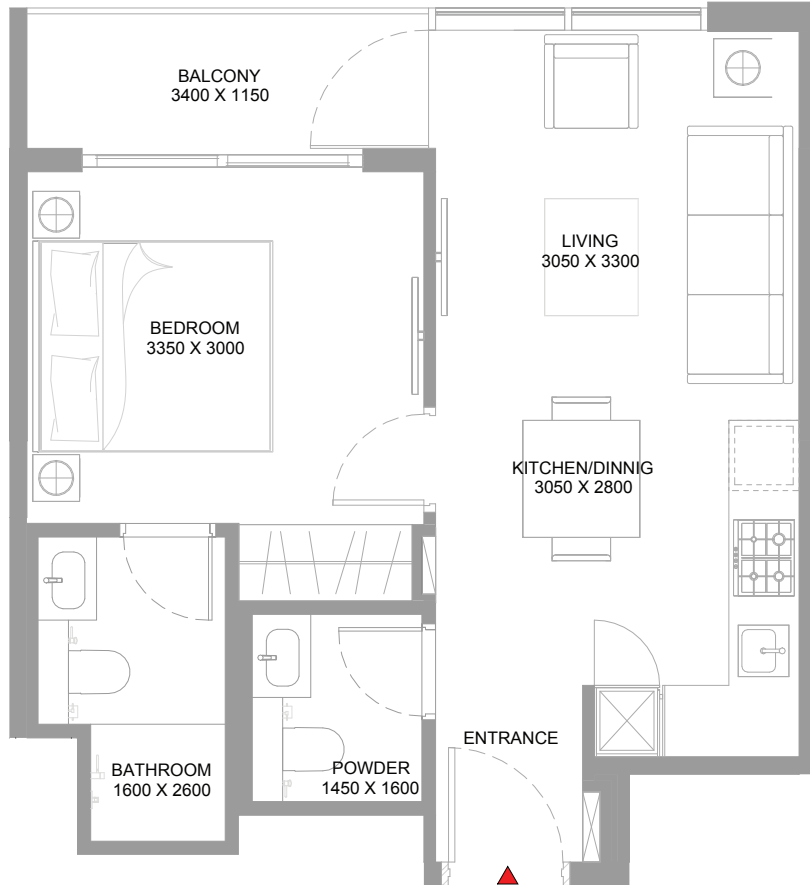 BALCONY
3400 X 1150
LIVING
3050 X 3300
BEDROOM
3350 X 3000
KITCHEN/DINNIG
3050 X 2800
ENTRANCE
BATHROOM
1600 X 2600
POWDER
1450 X 1600